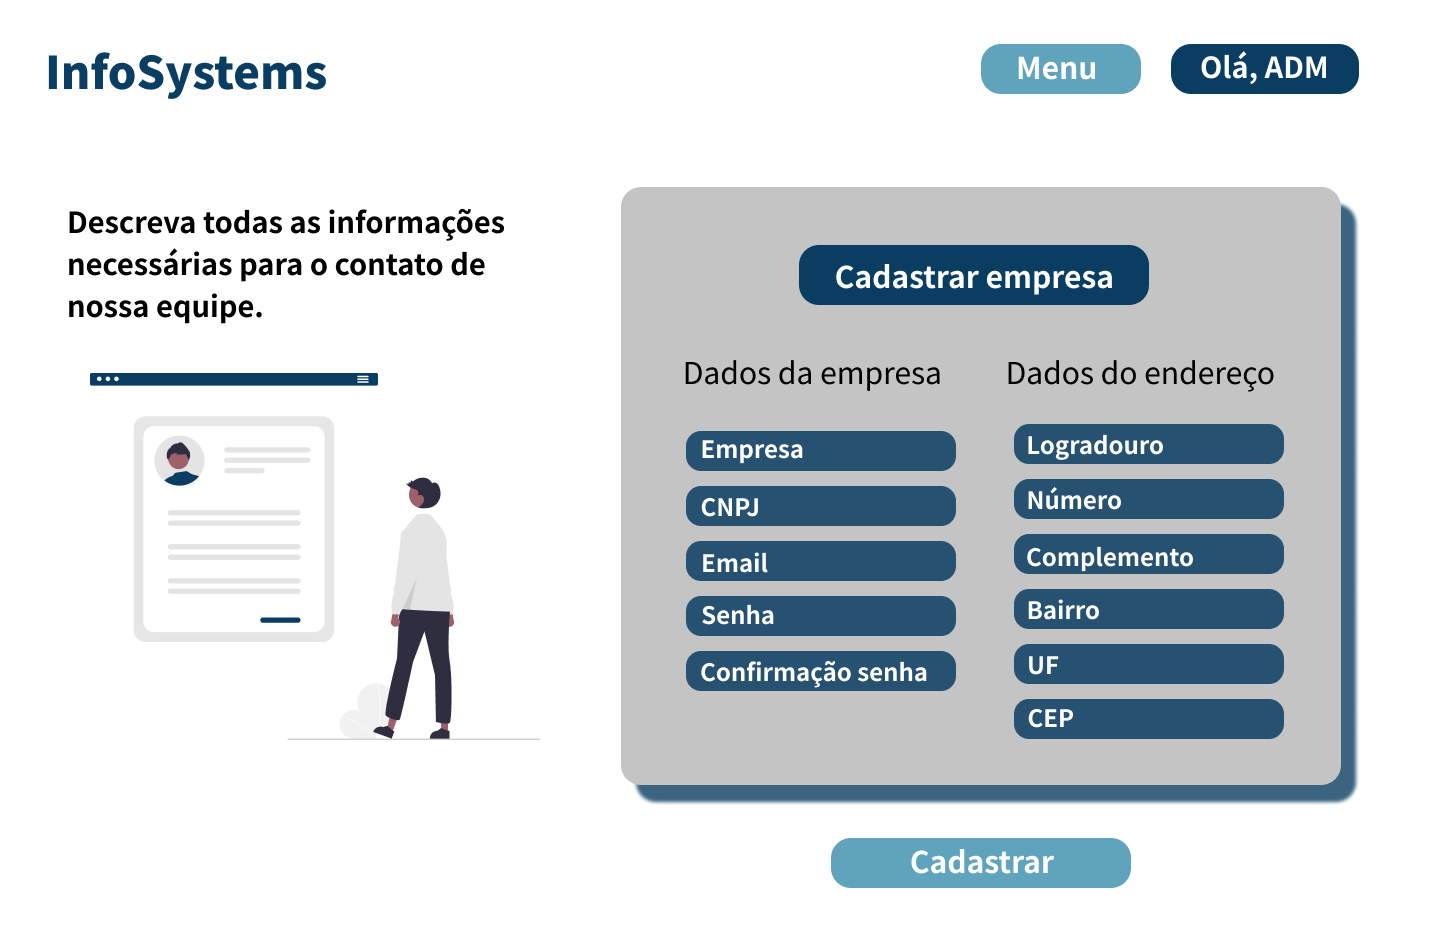 InfoSystems
Menu
Olá, ADM
Descreva todas as informações
necessárias para o contato de
nossa equipe.
Cadastrar empresa
Dados da empresa
Empresa
CNPJ
Email
Senha
Confirmação senha
Dados do endereço
Logradouro
Número
Complemento
Bairro
UF
CEP
Cadastrar